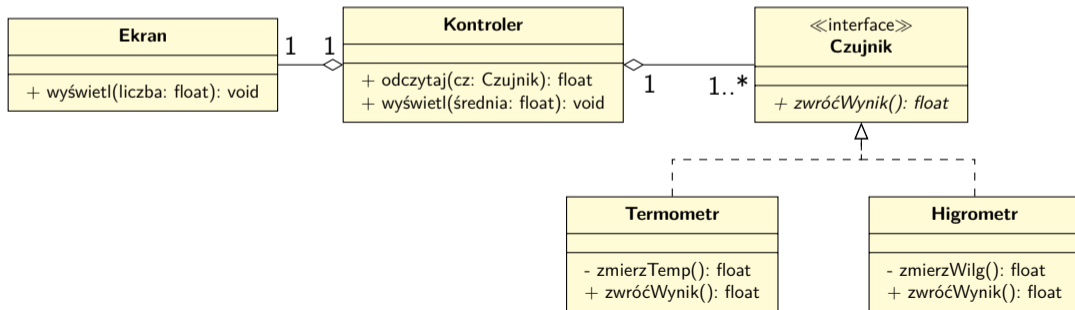 Ekran
+ wyświetl(liczba: float): void
1
1
Kontroler
+ odczytaj(cz: Czujnik): float
+ wyświetl(średnia: float): void
1
1..*
≪interface≫
Czujnik
+ zwróćWynik(): float
Termometr
- zmierzTemp(): float
+ zwróćWynik(): float
Higrometr
- zmierzWilg(): float
+ zwróćWynik(): float